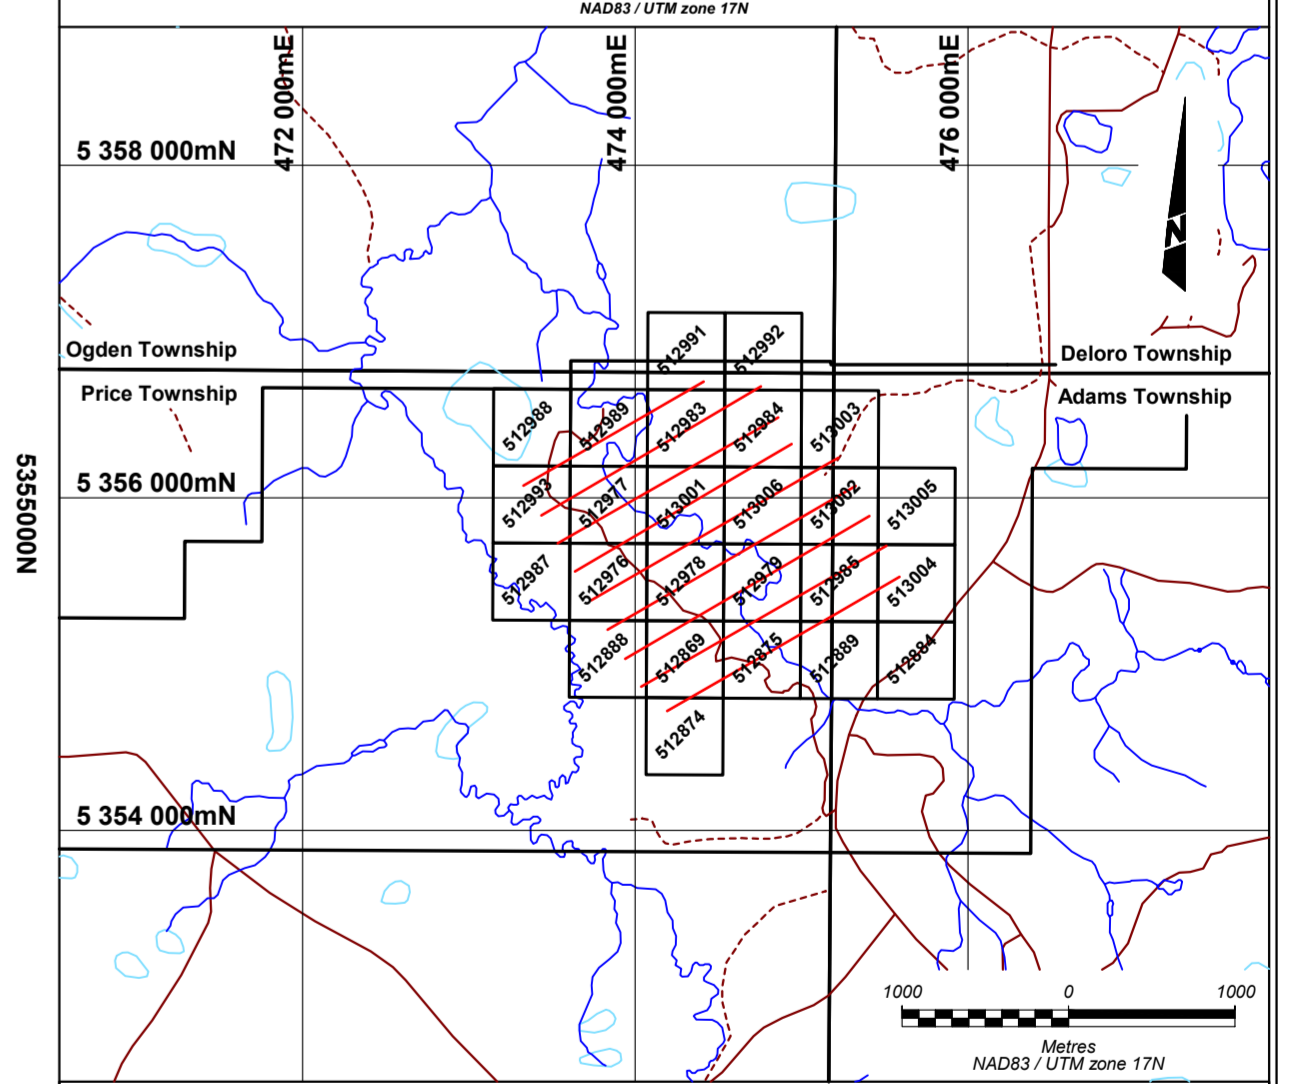 NAD83 / UTM zone 17N
472 000mE
474 000mE
476 000mE
5 358 000mN
N
512991
512992
Ogden Township
Deloro Township
Price Township
Adams Township
512988
512989
512983
512984
513003
5355000N
5 356 000mN
512993
512977
513001
513006
513002
513005
512987
512976
512978
512979
512985
513004
512888
512869
512875
512889
512884
512874
5 354 000mN
1000 0 1000
Metres
NAD83 / UTM zone 17N